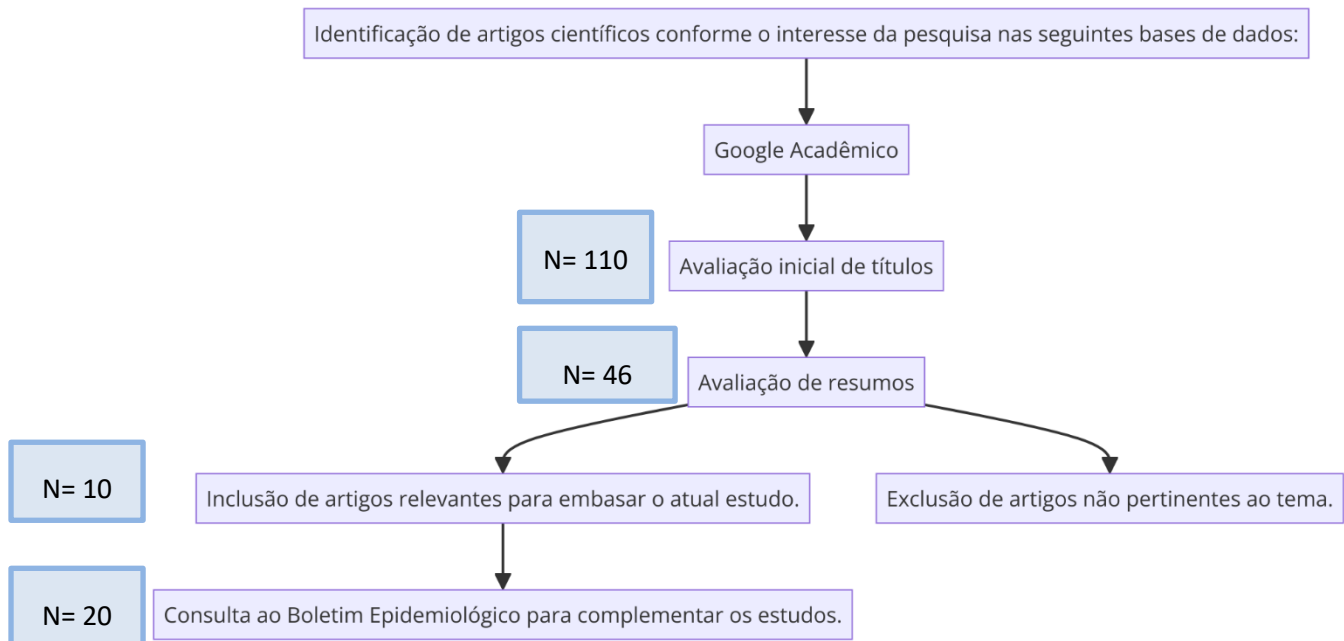 Identificação de artigos científicos conforme o interesse da pesquisa nas seguintes bases de dados:
Google Acadêmico
N= 110
Avaliação inicial de títulos
N= 46
Avaliação de resumos
N= 10
Inclusão de artigos relevantes para embasar o atual estudo.
Exclusão de artigos não pertinentes ao tema.
N= 20
Consulta ao Boletim Epidemiológico para complementar os estudos.